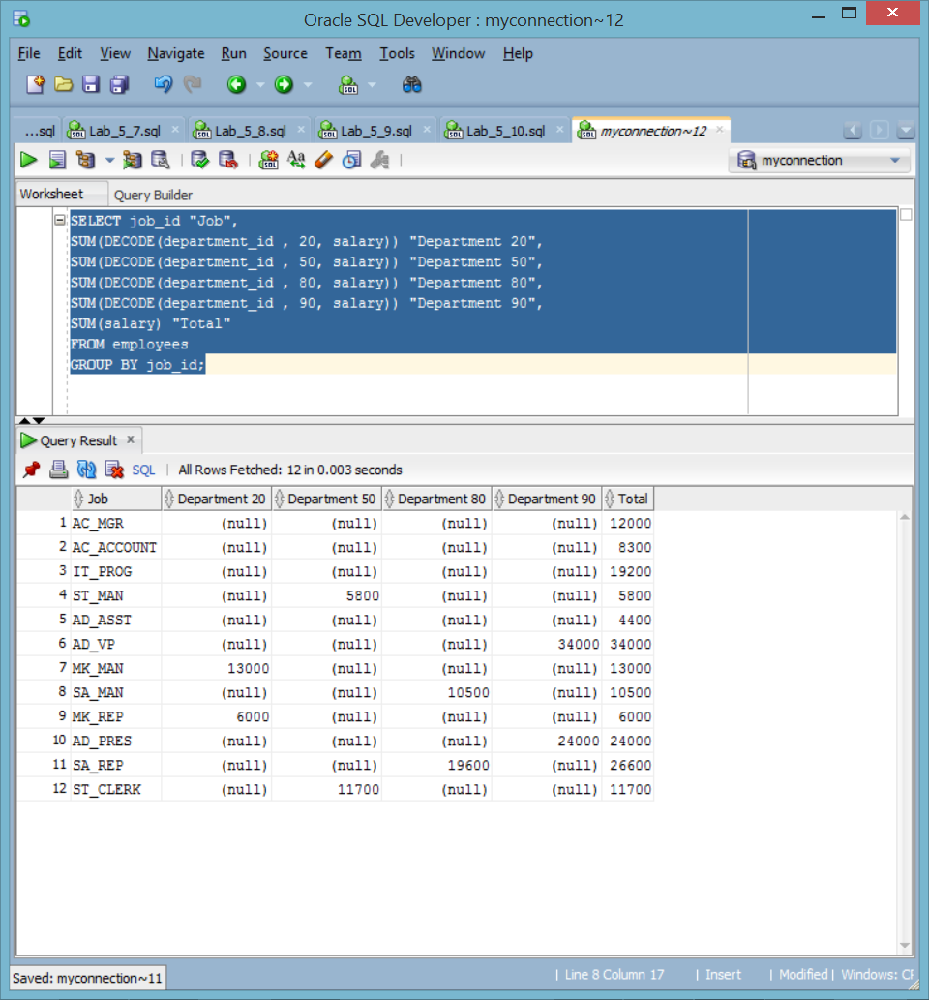 Oracle SQL Developer : myconnection~12
File Edit View Navigate Run Source Team Tools Window Help
...sql Lab_5_7.sql Lab_5_8.sql Lab_5_9.sql Lab_5_10.sql myconnection~12
myconnection
Worksheet Query Builder
SELECT job_id "Job",
SUM(DECODE(department_id , 20, salary)) "Department 20",
SUM(DECODE(department_id , 50, salary)) "Department 50",
SUM(DECODE(department_id , 80, salary)) "Department 80",
SUM(DECODE(department_id , 90, salary)) "Department 90",
SUM(salary) "Total"
FROM employees
GROUP BY job_id;
Query Result x
SQL | All Rows Fetched: 12 in 0.003 seconds
Job Department 20 Department 50 Department 80 Department 90 Total
1 AC_MGR (null) (null) (null) (null) 12000
2 AC_ACCOUNT (null) (null) (null) (null) 8300
3 IT_PROG (null) (null) (null) (null) 19200
4 ST_MAN (null) 5800 (null) (null) 5800
5 AD_ASST (null) (null) (null) (null) 4400
6 AD_VP (null) (null) (null) 34000 34000
7 MK_MAN 13000 (null) (null) (null) 13000
8 SA_MAN (null) (null) 10500 (null) 10500
9 MK_REP 6000 (null) (null) (null) 6000
10 AD_PRES (null) (null) (null) 24000 24000
11 SA_REP (null) (null) 19600 (null) 26600
12 ST_CLERK (null) 11700 (null) (null) 11700
Saved: myconnection~11 | Line 8 Column 17 | Insert | Modified | Windows: